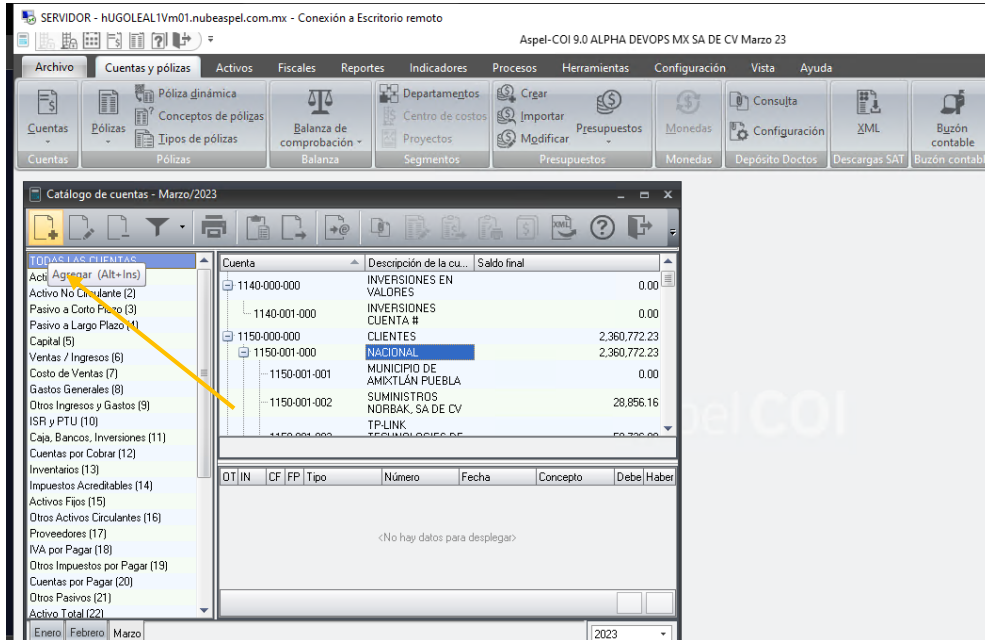 SERVIDOR - hUGOLEAL1Vm01.nubeaspel.com.mx - Conexión a Escritorio remoto
Aspel-COI 9.0 ALPHA DEVOPS MX SA DE CV Marzo 23
Archivo Cuentas y pólizas Activos Fiscales Reportes Indicadores Procesos Herramientas Configuración Vista Ayuda
Cuentas
Pólizas
Póliza dinámica
Conceptos de pólizas
Tipos de pólizas
Balanza de
comprobación
Departamentos
Centro de costos
Proyectos
Crear
Importar
Modificar
Presupuestos
Monedas
Consulta
Configuración
XML
Buzón
contable
Cuentas Pólizas Balanza Segmentos Presupuestos Monedas Depósito Doctos Descargas SAT Buzón contabl
Catálogo de cuentas - Marzo/2023
TODAS LAS CUENTAS
Agregar (Alt+Ins)
Acti
Activo No Circulante (2)
Pasivo a Corto Plazo (3)
Pasivo a Largo Plazo (4)
Capital (5)
Ventas / Ingresos (6)
Costo de Ventas (7)
Gastos Generales (8)
Otros Ingresos y Gastos (9)
ISR y PTU (10)
Caja, Bancos, Inversiones (11)
Cuentas por Cobrar (12)
Inventarios (13)
Impuestos Acreditables (14)
Activos Fijos (15)
Otros Activos Circulantes (16)
Proveedores (17)
IVA por Pagar (18)
Otros Impuestos por Pagar (19)
Cuentas por Pagar (20)
Otros Pasivos (21)
Activo Total (22)
Cuenta Descripción de la cu... Saldo final
1140-000-000 INVERSIONES EN VALORES 0.00
1140-001-000 INVERSIONES CUENTA # 0.00
1150-000-000 CLIENTES 2,360,772.23
1150-001-000 NACIONAL 2,360,772.23
1150-001-001 MUNICIPIO DE AMIXTLÁN PUEBLA 0.00
1150-001-002 SUMINISTROS NORBAK, SA DE CV 28,856.16
TP-LINK
OT IN CF FP Tipo Número Fecha Concepto Debe Haber
<No hay datos para desplegar>
Enero Febrero Marzo
2023
pel COI